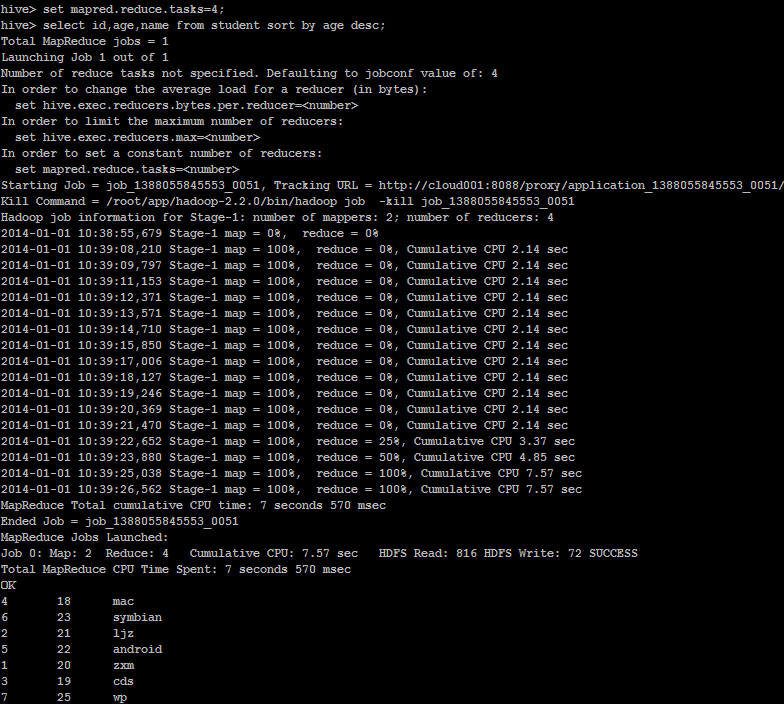 hive> set mapred.reduce.tasks=4;
hive> select id,age,name from student sort by age desc;
Total MapReduce jobs = 1
Launching Job 1 out of 1
Number of reduce tasks not specified. Defaulting to jobconf value of: 4
In order to change the average load for a reducer (in bytes):
  set hive.exec.reducers.bytes.per.reducer=<number>
In order to limit the maximum number of reducers:
  set hive.exec.reducers.max=<number>
In order to set a constant number of reducers:
  set mapred.reduce.tasks=<number>
Starting Job = job_1388055845553_0051, Tracking URL = http://cloud001:8088/proxy/application_1388055845553_0051/
Kill Command = /root/app/hadoop-2.2.0/bin/hadoop job  -kill job_1388055845553_0051
Hadoop job information for Stage-1: number of mappers: 2; number of reducers: 4
2014-01-01 10:38:55,679 Stage-1 map = 0%,  reduce = 0%
2014-01-01 10:39:08,210 Stage-1 map = 100%,  reduce = 0%, Cumulative CPU 2.14 sec
2014-01-01 10:39:09,797 Stage-1 map = 100%,  reduce = 0%, Cumulative CPU 2.14 sec
2014-01-01 10:39:11,153 Stage-1 map = 100%,  reduce = 0%, Cumulative CPU 2.14 sec
2014-01-01 10:39:12,371 Stage-1 map = 100%,  reduce = 0%, Cumulative CPU 2.14 sec
2014-01-01 10:39:13,571 Stage-1 map = 100%,  reduce = 0%, Cumulative CPU 2.14 sec
2014-01-01 10:39:14,710 Stage-1 map = 100%,  reduce = 0%, Cumulative CPU 2.14 sec
2014-01-01 10:39:15,850 Stage-1 map = 100%,  reduce = 0%, Cumulative CPU 2.14 sec
2014-01-01 10:39:17,006 Stage-1 map = 100%,  reduce = 0%, Cumulative CPU 2.14 sec
2014-01-01 10:39:18,127 Stage-1 map = 100%,  reduce = 0%, Cumulative CPU 2.14 sec
2014-01-01 10:39:19,246 Stage-1 map = 100%,  reduce = 0%, Cumulative CPU 2.14 sec
2014-01-01 10:39:20,369 Stage-1 map = 100%,  reduce = 0%, Cumulative CPU 2.14 sec
2014-01-01 10:39:21,470 Stage-1 map = 100%,  reduce = 0%, Cumulative CPU 2.14 sec
2014-01-01 10:39:22,652 Stage-1 map = 100%,  reduce = 25%, Cumulative CPU 3.37 sec
2014-01-01 10:39:23,880 Stage-1 map = 100%,  reduce = 50%, Cumulative CPU 4.85 sec
2014-01-01 10:39:25,038 Stage-1 map = 100%,  reduce = 100%, Cumulative CPU 7.57 sec
2014-01-01 10:39:26,562 Stage-1 map = 100%,  reduce = 100%, Cumulative CPU 7.57 sec
MapReduce Total cumulative CPU time: 7 seconds 570 msec
Ended Job = job_1388055845553_0051
MapReduce Jobs Launched:
Job 0: Map: 2  Reduce: 4   Cumulative CPU: 7.57 sec   HDFS Read: 816 HDFS Write: 72 SUCCESS
Total MapReduce CPU Time Spent: 7 seconds 570 msec
OK
4	18	mac
6	23	symbian
2	21	ljz
5	22	android
1	20	zxm
3	19	cds
7	25	wp